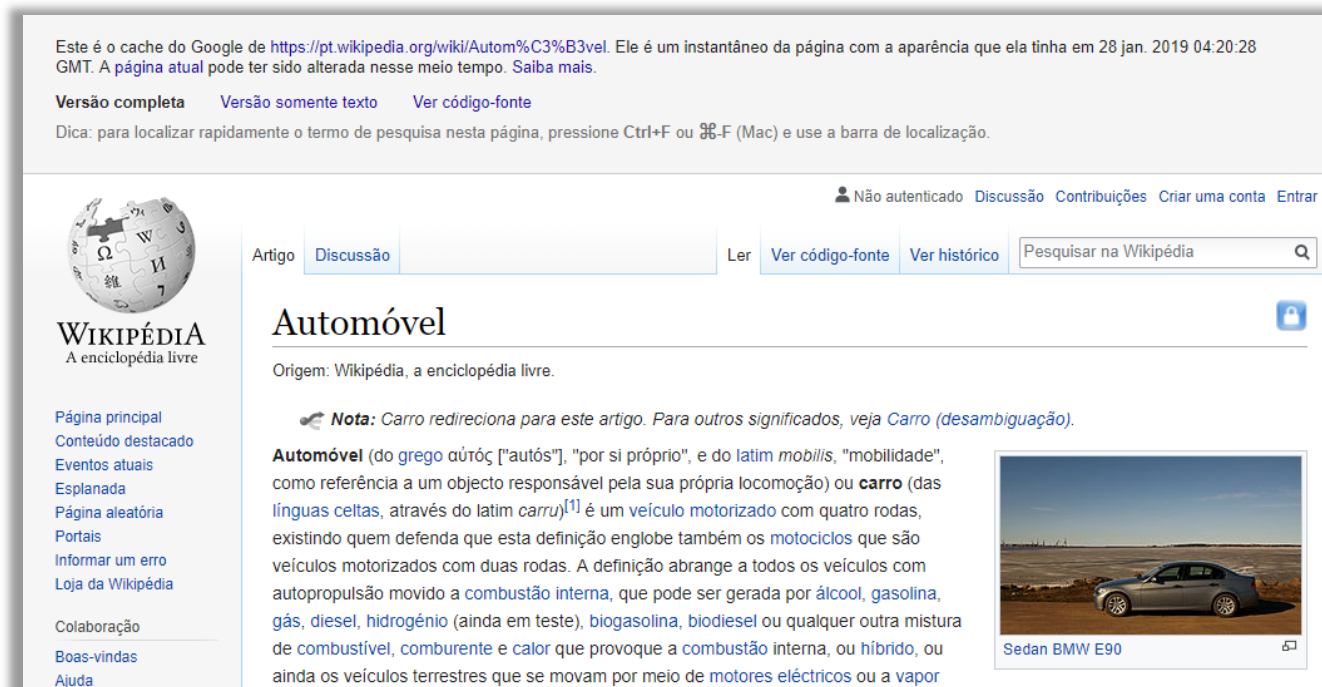 Este é o cache do Google de https://pt.wikipedia.org/wiki/Autom%C3%B3vel. Ele é um instantâneo da página com a aparência que ela tinha em 28 jan. 2019 04:20:28
GMT. A página atual pode ter sido alterada nesse meio tempo. Saiba mais.
Versão completa Versão somente texto Ver código-fonte
Dica: para localizar rapidamente o termo de pesquisa nesta página, pressione Ctrl+F ou ⌘-F (Mac) e use a barra de localização.
Não autenticado Discussão Contribuições Criar uma conta Entrar
Artigo Discussão Ler Ver código-fonte Ver histórico Pesquisar na Wikipédia
Ω W И 維 7
WIKIPÉDIA
A enciclopédia livre
Página principal
Conteúdo destacado
Eventos atuais
Esplanada
Página aleatória
Portais
Informar um erro
Loja da Wikipédia
Colaboração
Boas-vindas
Ajuda
Automóvel
Origem: Wikipédia, a enciclopédia livre.
Nota: Carro redireciona para este artigo. Para outros significados, veja Carro (desambiguação).
Automóvel (do grego αὐτός ["autós"], "por si próprio", e do latim mobilis, "mobilidade",
como referência a um objecto responsável pela sua própria locomoção) ou carro (das
línguas celtas, através do latim carru)[1] é um veículo motorizado com quatro rodas,
existindo quem defenda que esta definição englobe também os motociclos que são
veículos motorizados com duas rodas. A definição abrange a todos os veículos com
autopropulsão movido a combustão interna, que pode ser gerada por álcool, gasolina,
gás, diesel, hidrogénio (ainda em teste), biogasolina, biodiesel ou qualquer outra mistura
de combustível, comburente e calor que provoque a combustão interna, ou híbrido, ou
ainda os veículos terrestres que se movam por meio de motores eléctricos ou a vapor
Sedan BMW E90